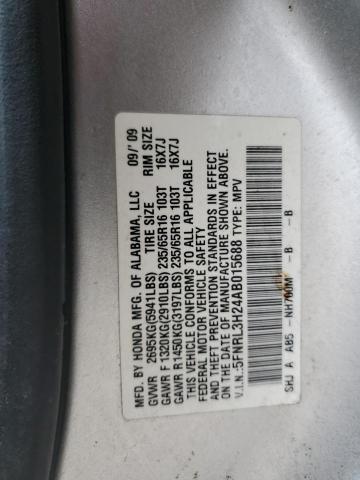 MFD. BY HONDA MFG. OF ALABAMA, LLC 09/'09
GVWR 2695KG(5941LBS) TIRE SIZE RIM SIZE
GAWR F 1320KG(2910LBS) 235/65R16 103T 16X7J
GAWR R 1450KG(3197LBS) 235/65R16 103T 16X7J
THIS VEHICLE CONFORMS TO ALL APPLICABLE
FEDERAL MOTOR VEHICLE SAFETY
AND THEFT PREVENTION STANDARDS IN EFFECT
ON THE DATE OF MANUFACTURE SHOWN ABOVE.
V.I.N.:5FNRL3H24AB015688 TYPE: MPV
SHJ A AB5 - NH700M - B - B